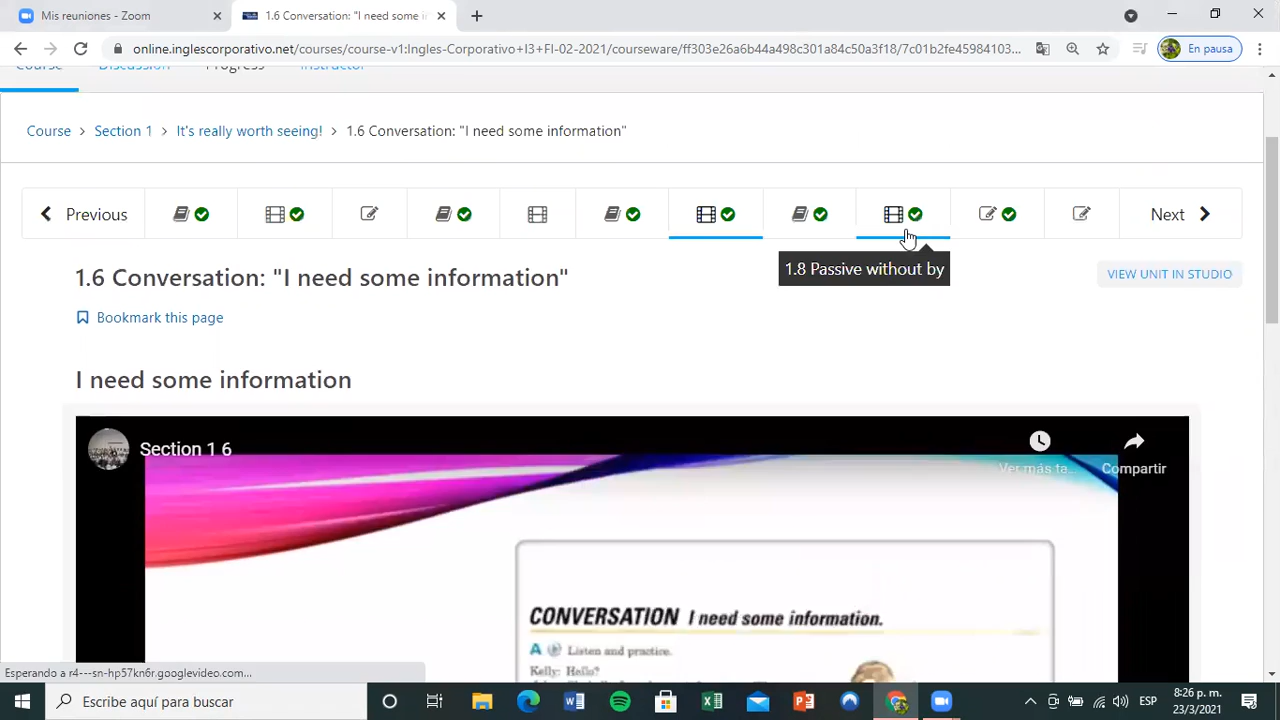 Mis reuniones - Zoom
1.6 Conversation: "I need some in
online.inglescorporativo.net/courses/course-v1:Ingles-Corporativo+I3+FI-02-2021/courseware/ff303e26a6b44a498c301a84c50a3f18/7c01b2fe45984103...
En pausa
Course
Discussion
Progress
Instructor
Course > Section 1 > It's really worth seeing! > 1.6 Conversation: "I need some information"
Previous
Next
1.8 Passive without by
1.6 Conversation: "I need some information"
VIEW UNIT IN STUDIO
Bookmark this page
I need some information
Section 1 6
Ver más ta...
Compartir
CONVERSATION I need some information.
A Listen and practice.
Kelly: Hello?
Esperando a r4---sn-hp57kn6r.googlevideo.com...
Escribe aquí para buscar
ESP
8:26 p. m.
23/3/2021